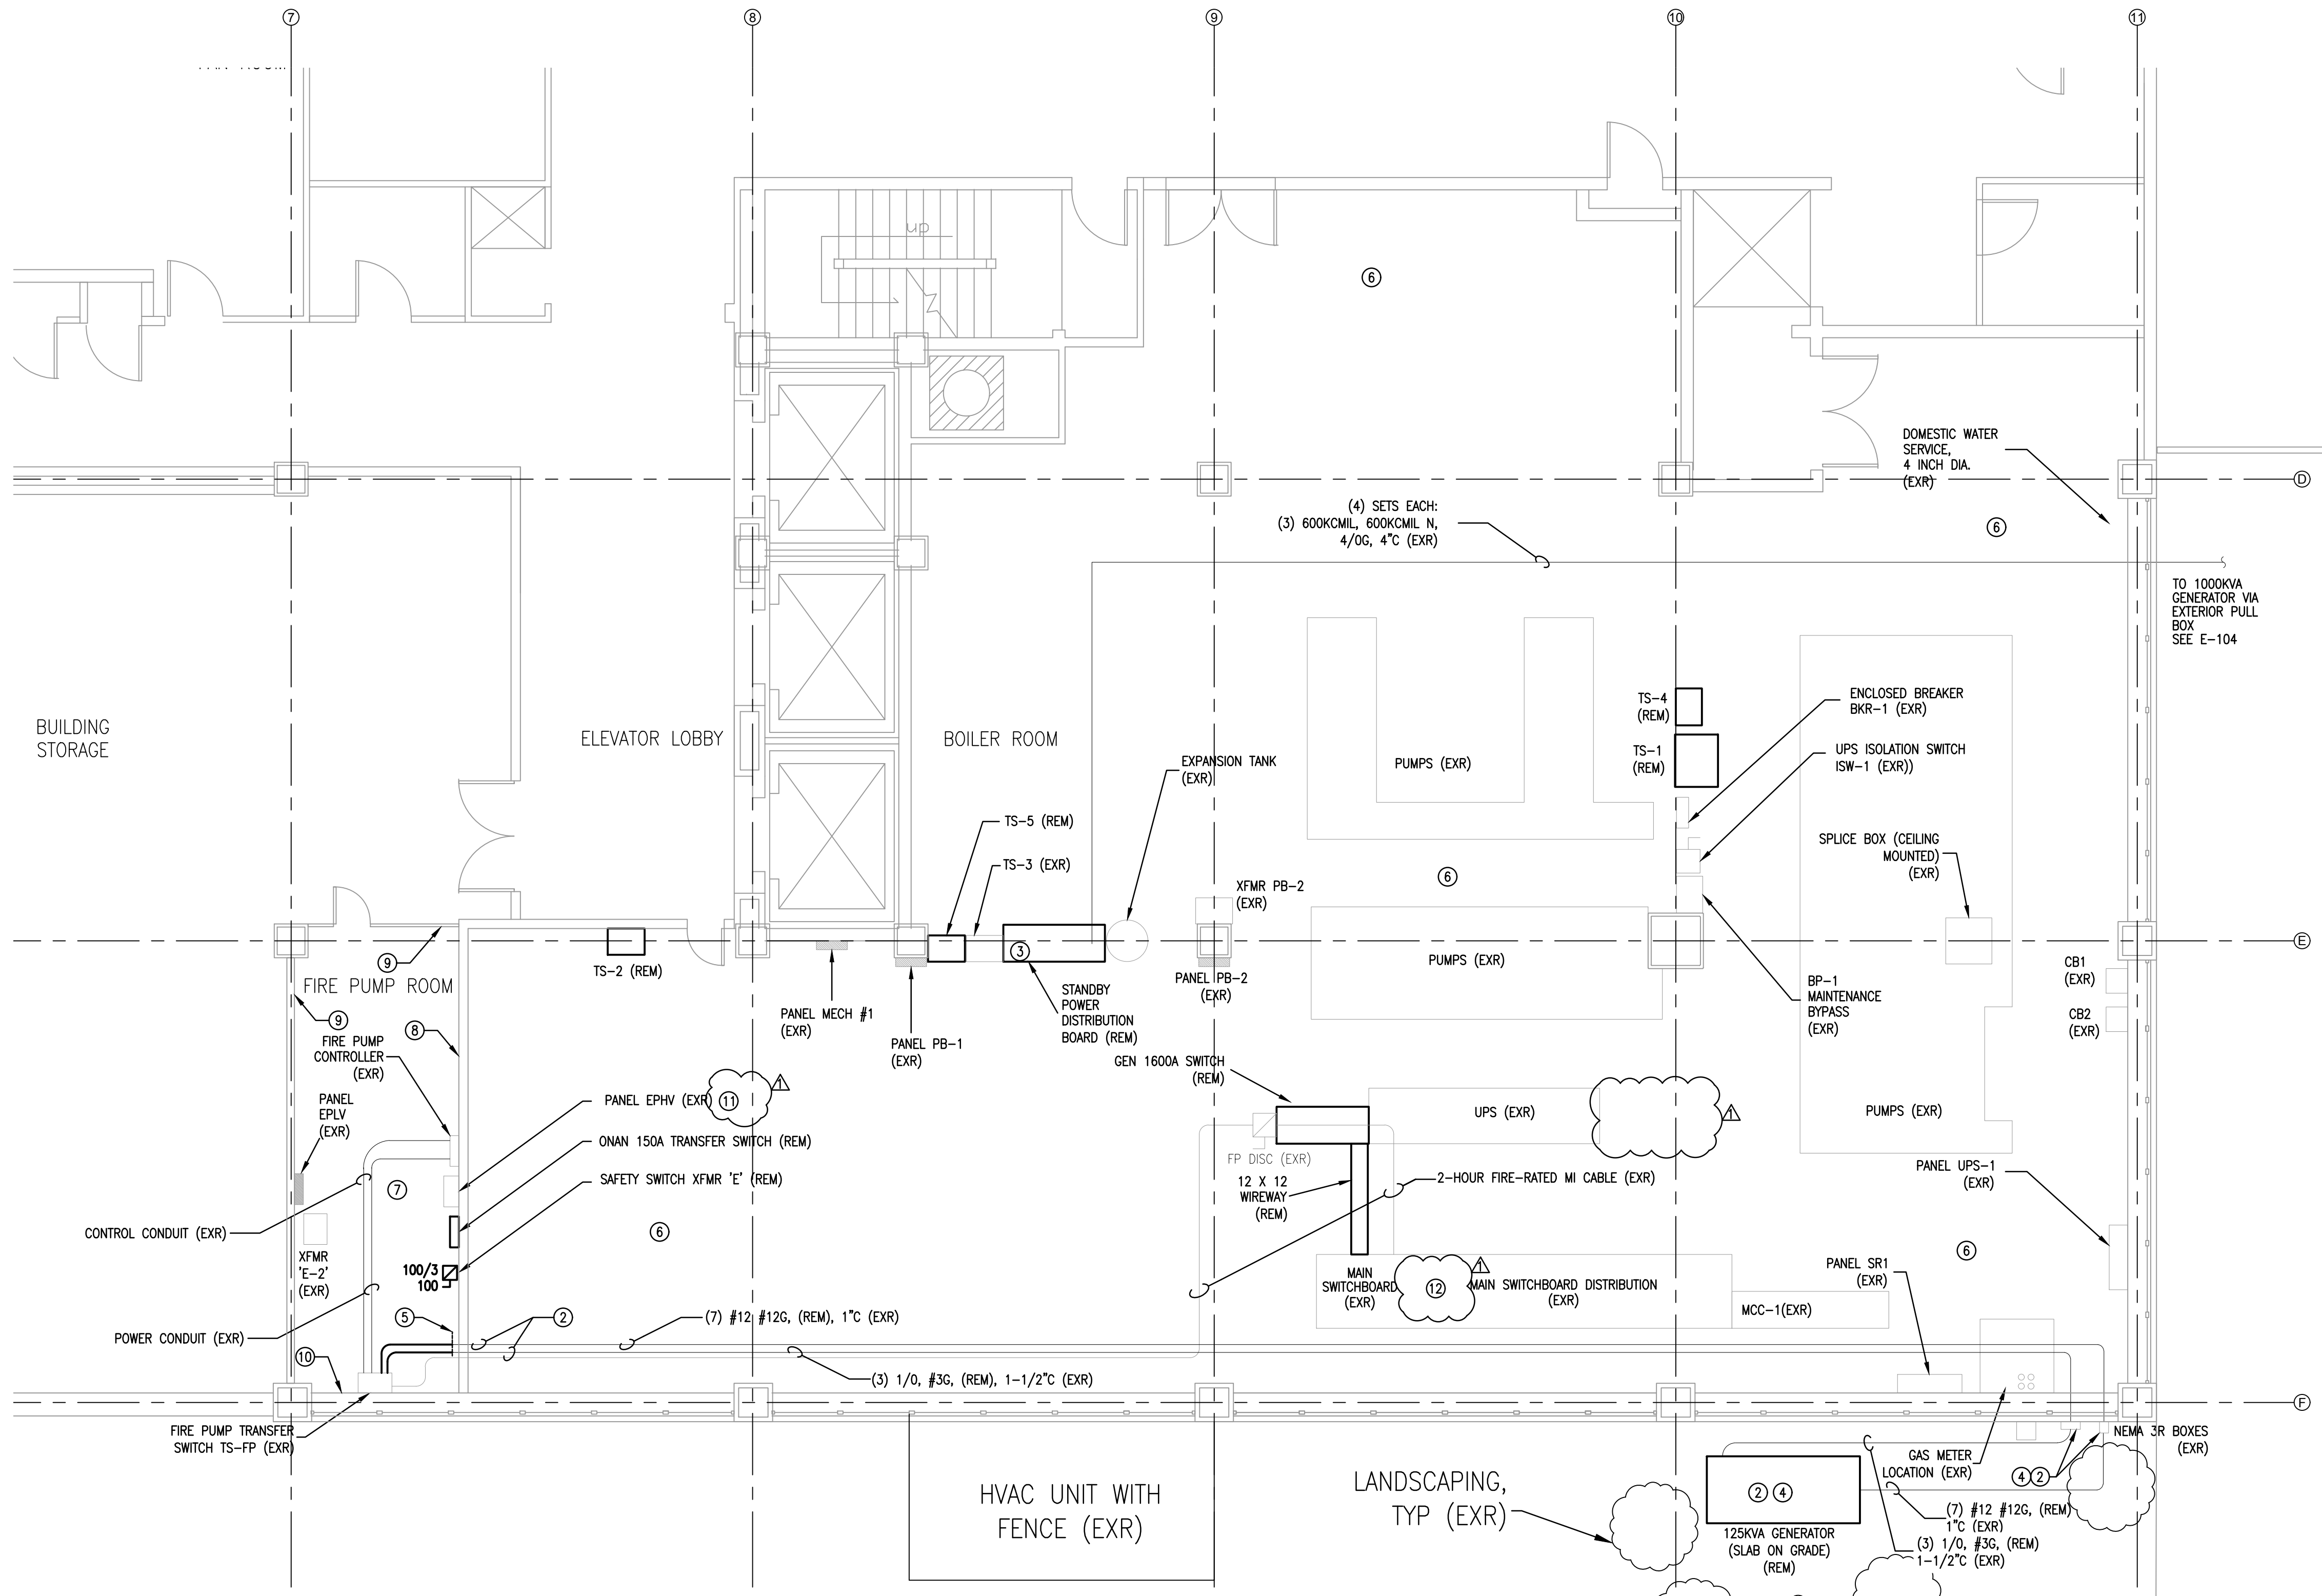 7
8
9
10
11
up
6
DOMESTIC WATER
SERVICE,
4 INCH DIA.
(EXR)
D
(4) SETS EACH:
(3) 600KCMIL, 600KCMIL N,
4/0G, 4"C (EXR)
6
TO 1000KVA
GENERATOR VIA
EXTERIOR PULL
BOX
SEE E-104
BUILDING
STORAGE
ELEVATOR LOBBY
BOILER ROOM
EXPANSION TANK
(EXR)
PUMPS (EXR)
TS-4
(REM)
TS-1
(REM)
ENCLOSED BREAKER
BKR-1 (EXR)
UPS ISOLATION SWITCH
ISW-1 (EXR))
TS-5 (REM)
TS-3 (EXR)
SPLICE BOX (CEILING
MOUNTED)
(EXR)
6
XFMR PB-2
(EXR)
E
TS-2 (REM)
3
PUMPS (EXR)
9
FIRE PUMP ROOM
9
8
PANEL MECH #1
(EXR)
PANEL PB-1
(EXR)
STANDBY
POWER
DISTRIBUTION
BOARD (REM)
PANEL PB-2
(EXR)
BP-1
MAINTENANCE
BYPASS
(EXR)
CB1
(EXR)
CB2
(EXR)
FIRE PUMP
CONTROLLER
(EXR)
GEN 1600A SWITCH
(REM)
PANEL
EPLV
(EXR)
PANEL EPHV (EXR)
11
1
UPS (EXR)
1
PUMPS (EXR)
ONAN 150A TRANSFER SWITCH (REM)
FP DISC (EXR)
SAFETY SWITCH XFMR 'E' (REM)
7
12 X 12
WIREWAY
(REM)
2-HOUR FIRE-RATED MI CABLE (EXR)
PANEL UPS-1
(EXR)
CONTROL CONDUIT (EXR)
6
6
XFMR
'E-2'
(EXR)
100/3
100
MAIN
SWITCHBOARD
(EXR)
12
1
MAIN SWITCHBOARD DISTRIBUTION
(EXR)
PANEL SR1
(EXR)
MCC-1(EXR)
POWER CONDUIT (EXR)
5
2
(7) #12 #12G, (REM), 1"C (EXR)
10
(3) 1/0, #3G, (REM), 1-1/2"C (EXR)
F
FIRE PUMP TRANSFER
SWITCH TS-FP (EXR)
NEMA 3R BOXES
(EXR)
GAS METER
LOCATION (EXR)
4
2
HVAC UNIT WITH
FENCE (EXR)
LANDSCAPING,
TYP (EXR)
2
4
125KVA GENERATOR
(SLAB ON GRADE)
(REM)
(7) #12 #12G, (REM)
1"C (EXR)
(3) 1/0, #3G, (REM)
1-1/2"C (EXR)